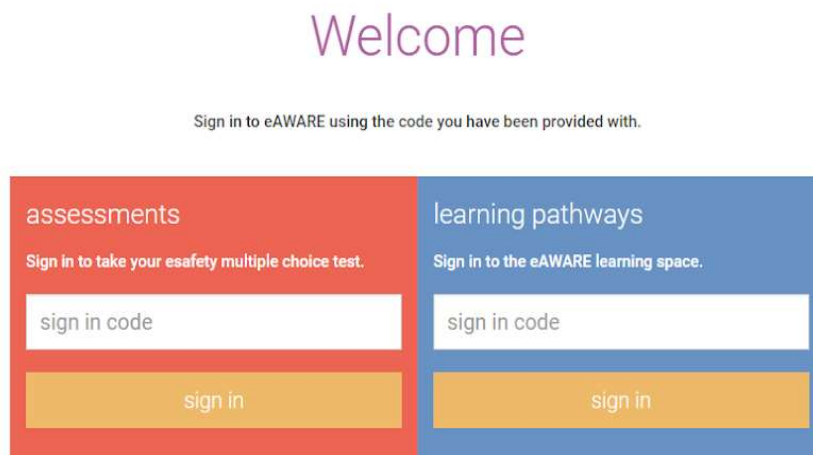 Welcome
Sign in to eAWARE using the code you have been provided with.
assessments
Sign in to take your esafety multiple choice test.
sign in code
sign in
learning pathways
Sign in to the eAWARE learning space.
sign in code
sign in